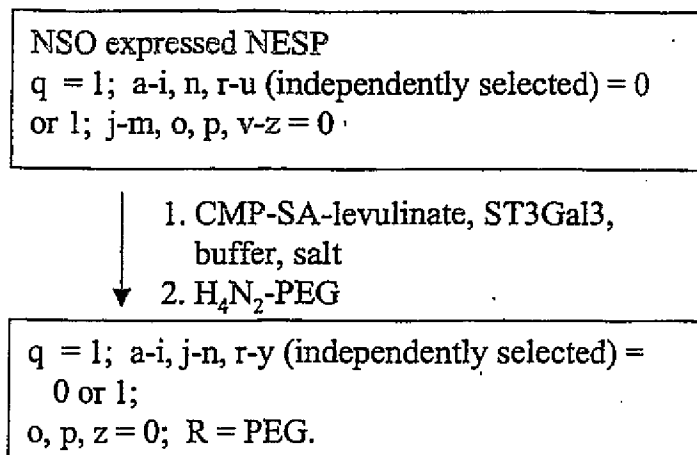 NSO expressed NESP
q = 1; a-i, n, r-u (independently selected) = 0
or 1; j-m, o, p, v-z = 0
1. CMP-SA-levulinate, ST3Gal3,
buffer, salt
2. H₄N₂-PEG
q = 1; a-i, j-n, r-y (independently selected) =
0 or 1;
o, p, z = 0; R = PEG.